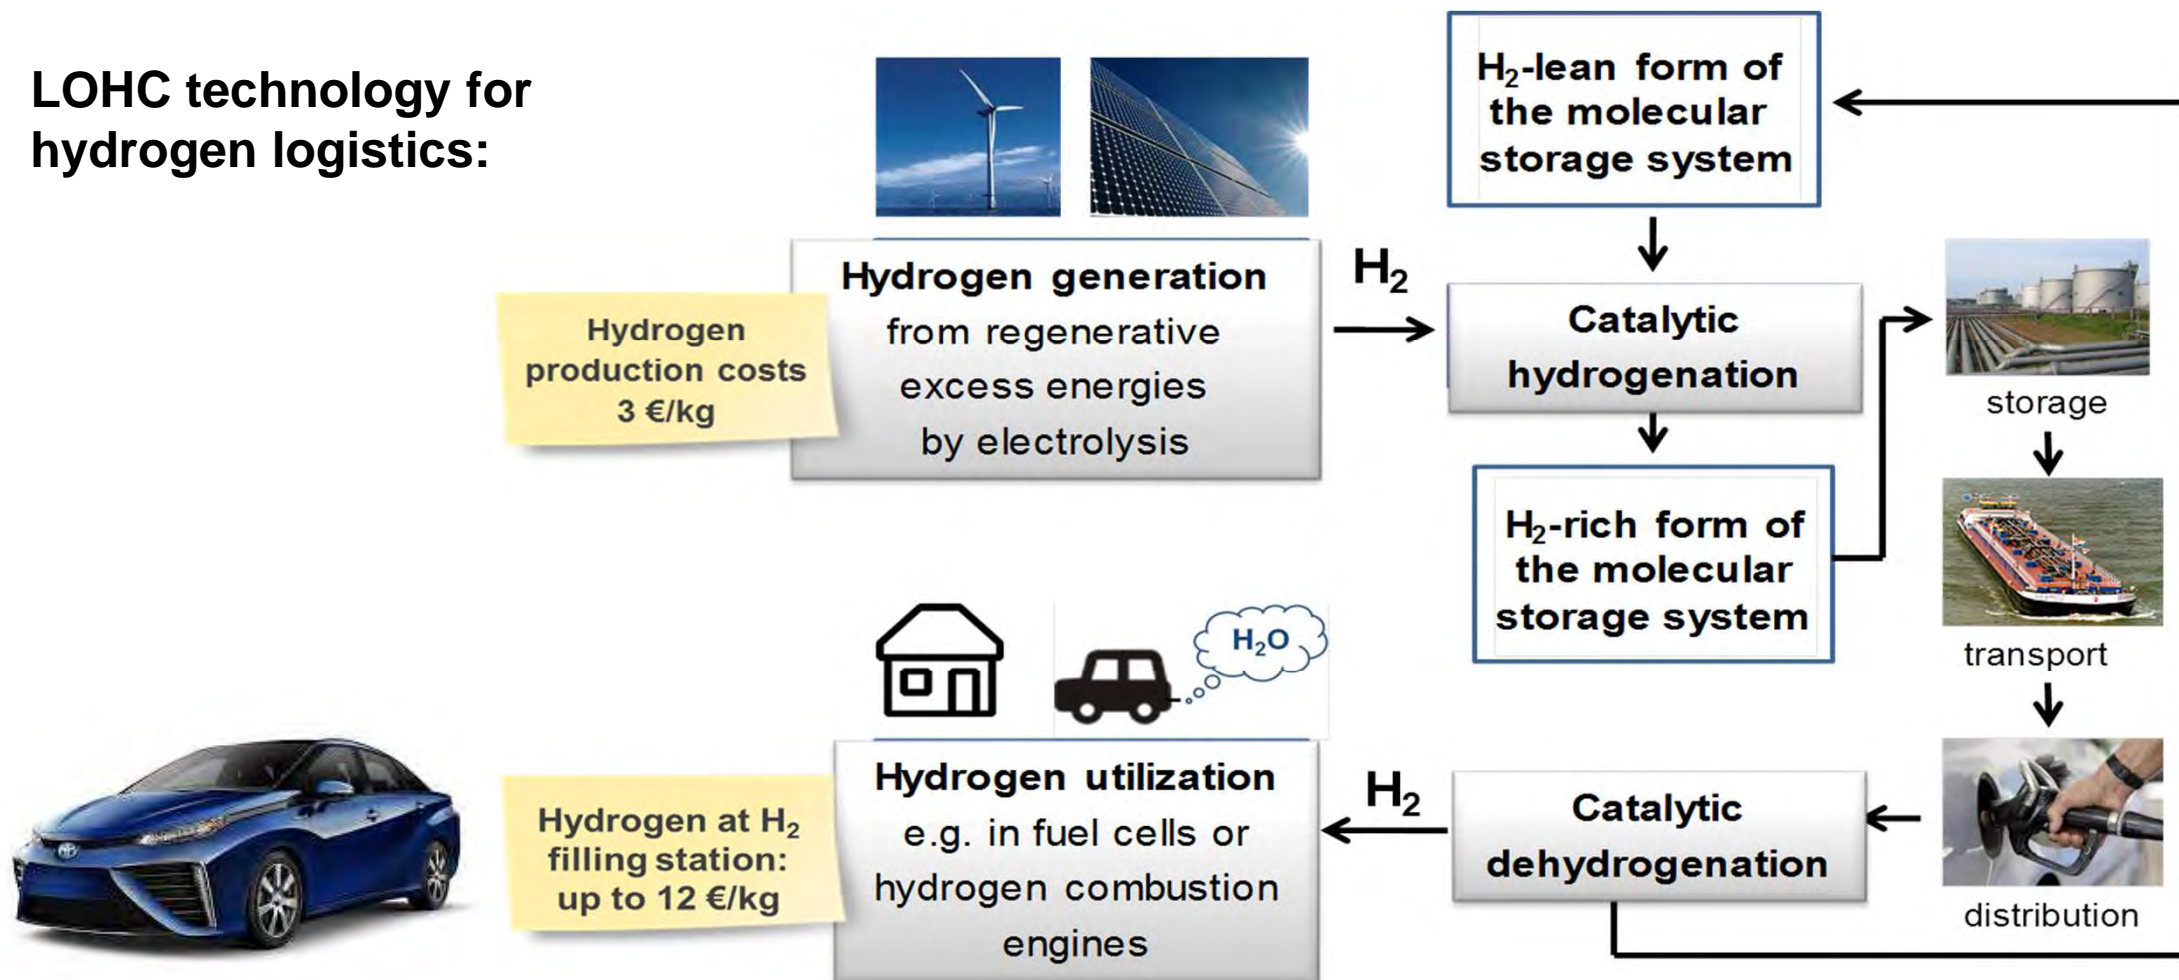 LOHC technology for
hydrogen logistics:
H₂-lean form of
the molecular
storage system
Hydrogen generation
from regenerative
excess energies
by electrolysis
Hydrogen
production costs
3 €/kg
H₂
Catalytic
hydrogenation
storage
H₂-rich form of
the molecular
storage system
transport
H₂O
Hydrogen utilization
e.g. in fuel cells or
hydrogen combustion
engines
Hydrogen at H₂
filling station:
up to 12 €/kg
H₂
Catalytic
dehydrogenation
distribution